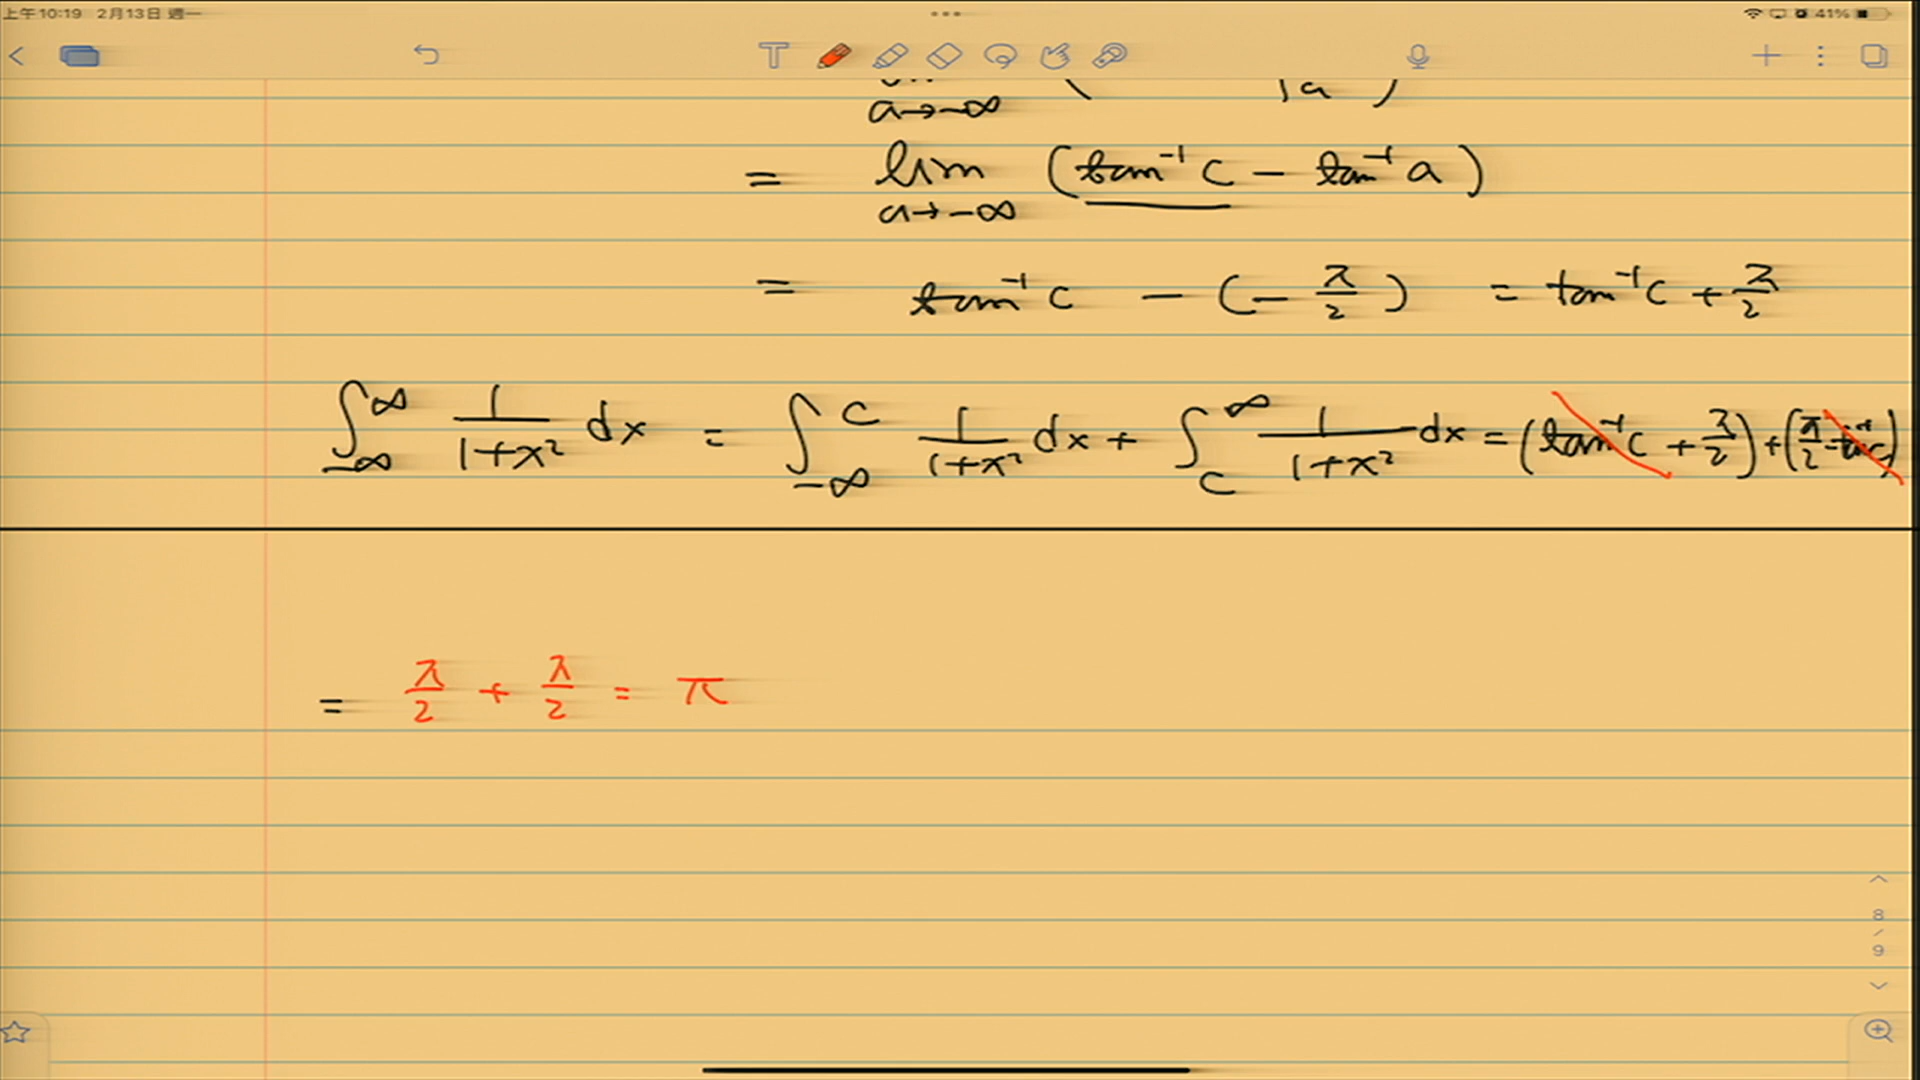 上午10:19 2月13日 週一
41%
a→-∞ ( |a )
= lim (tan⁻¹c - tan⁻¹a)
a→-∞
= tan⁻¹c - (-π/2) = tan⁻¹c + π/2
∫_{-∞}^{∞} 1/(1+x²) dx = ∫_{-∞}^{c} 1/(1+x²) dx + ∫_{c}^{∞} 1/(1+x²) dx = (tan⁻¹c + π/2) + (π/2 - tan⁻¹c)
= π/2 + π/2 = π
8
/
9